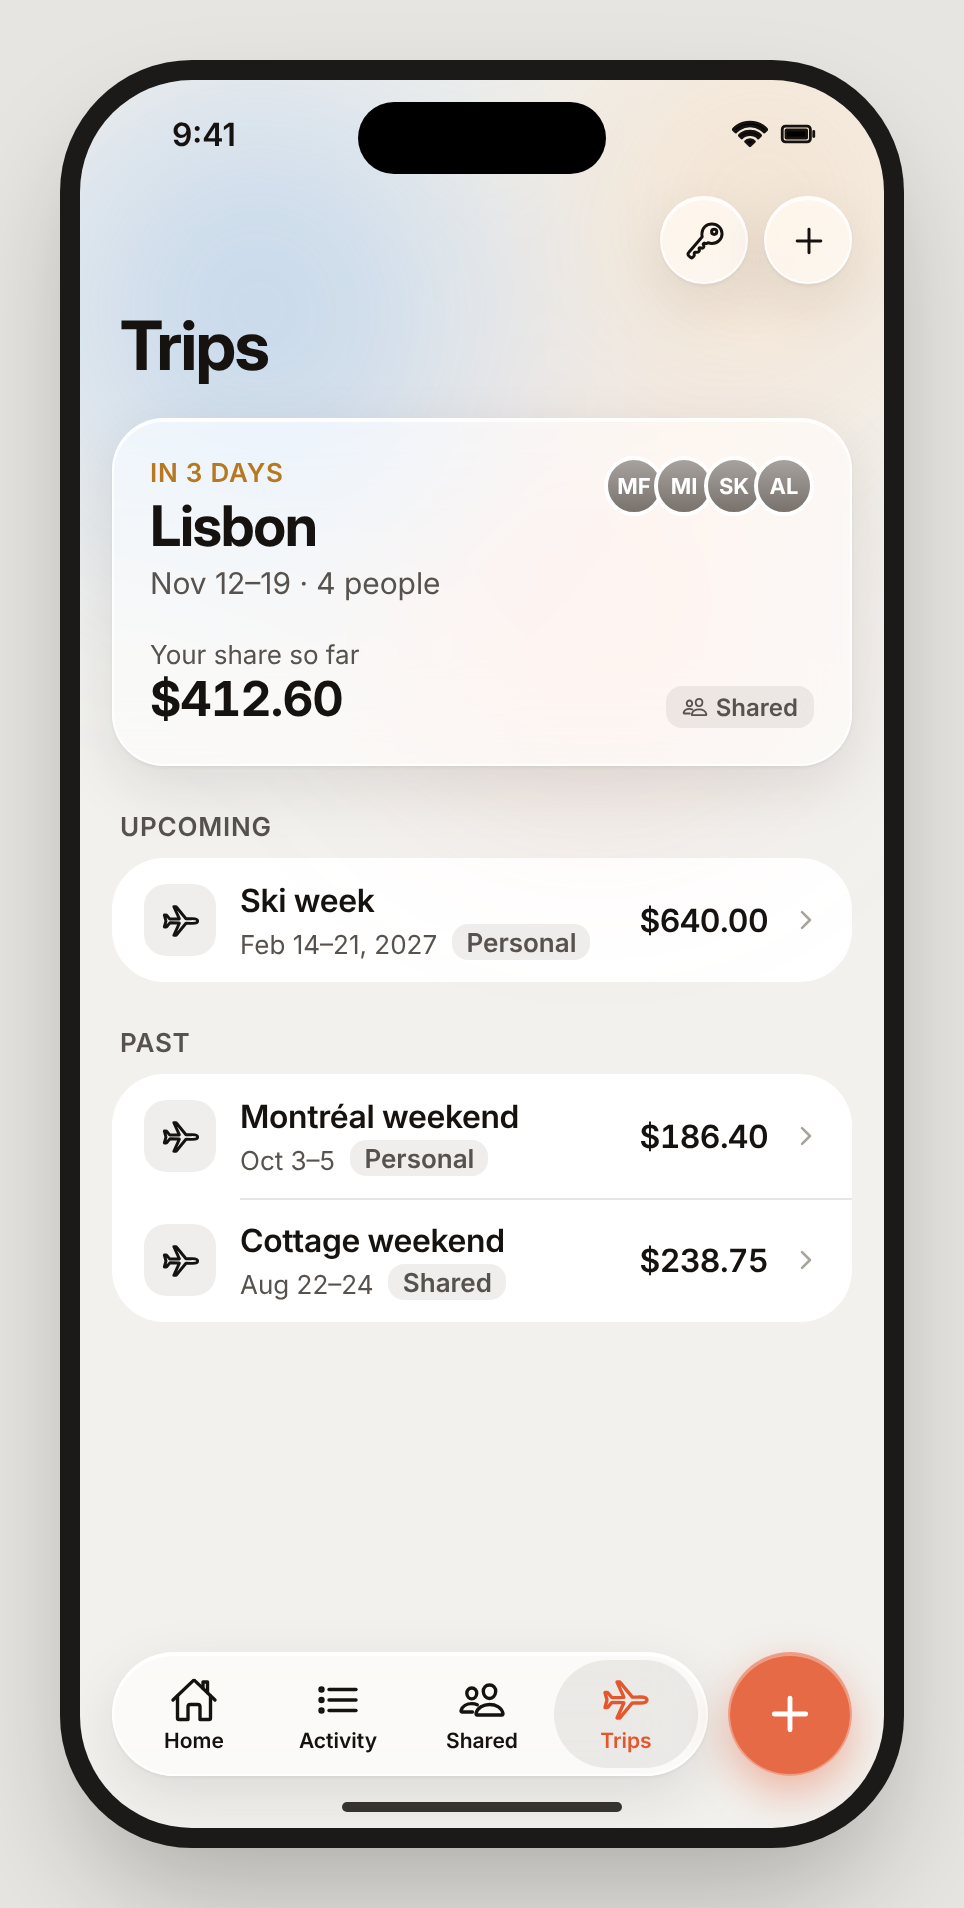 9:41
Trips
IN 3 DAYS
MF MI SK AL
Lisbon
Nov 12–19 · 4 people
Your share so far
$412.60
Shared
UPCOMING
Ski week
Feb 14–21, 2027 Personal
$640.00
PAST
Montréal weekend
Oct 3–5 Personal
$186.40
Cottage weekend
Aug 22–24 Shared
$238.75
Home Activity Shared Trips